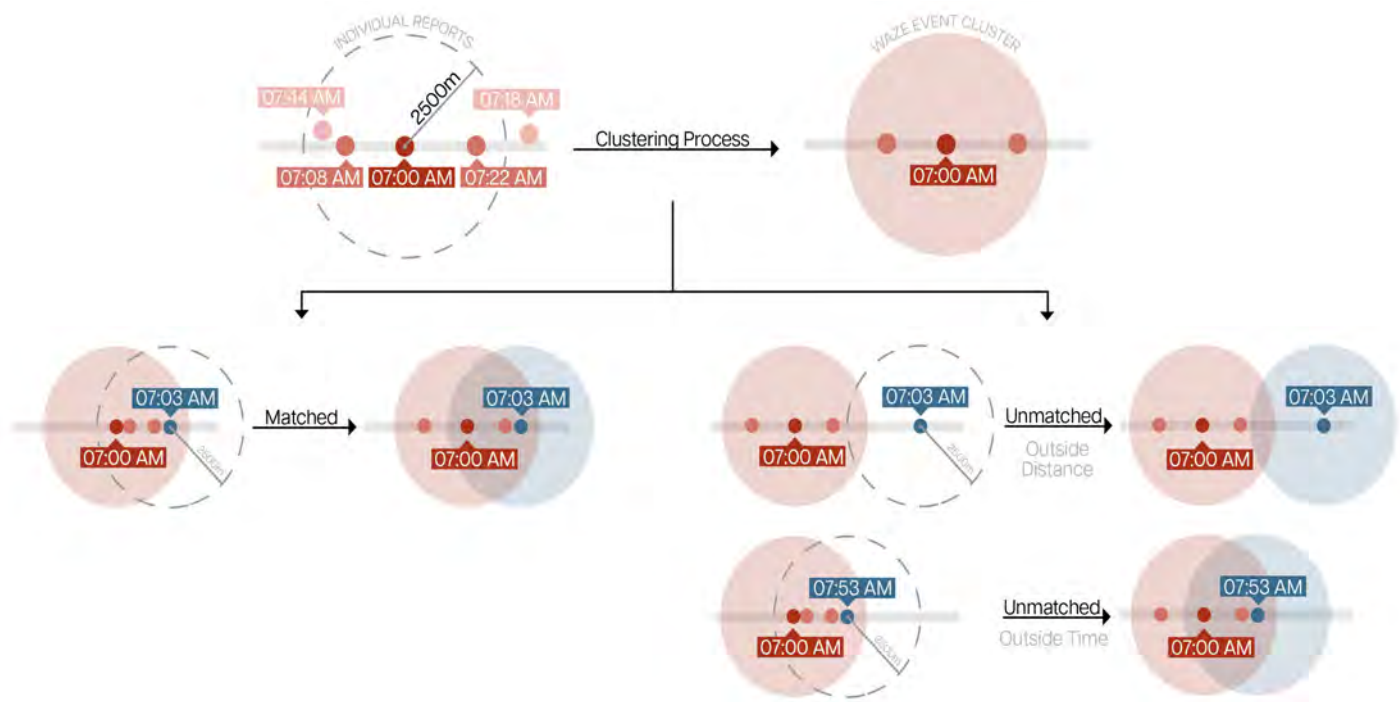 INDIVIDUAL REPORTS
WAZE EVENT CLUSTER
2500m
07:14 AM
07:18 AM
Clustering Process
07:08 AM
07:00 AM
07:22 AM
07:00 AM
07:03 AM
Matched
07:00 AM
2500m
07:03 AM
07:00 AM
07:03 AM
Unmatched
07:00 AM
2500m
Outside
Distance
07:03 AM
07:00 AM
07:53 AM
Unmatched
07:00 AM
2500m
Outside Time
07:53 AM
07:00 AM